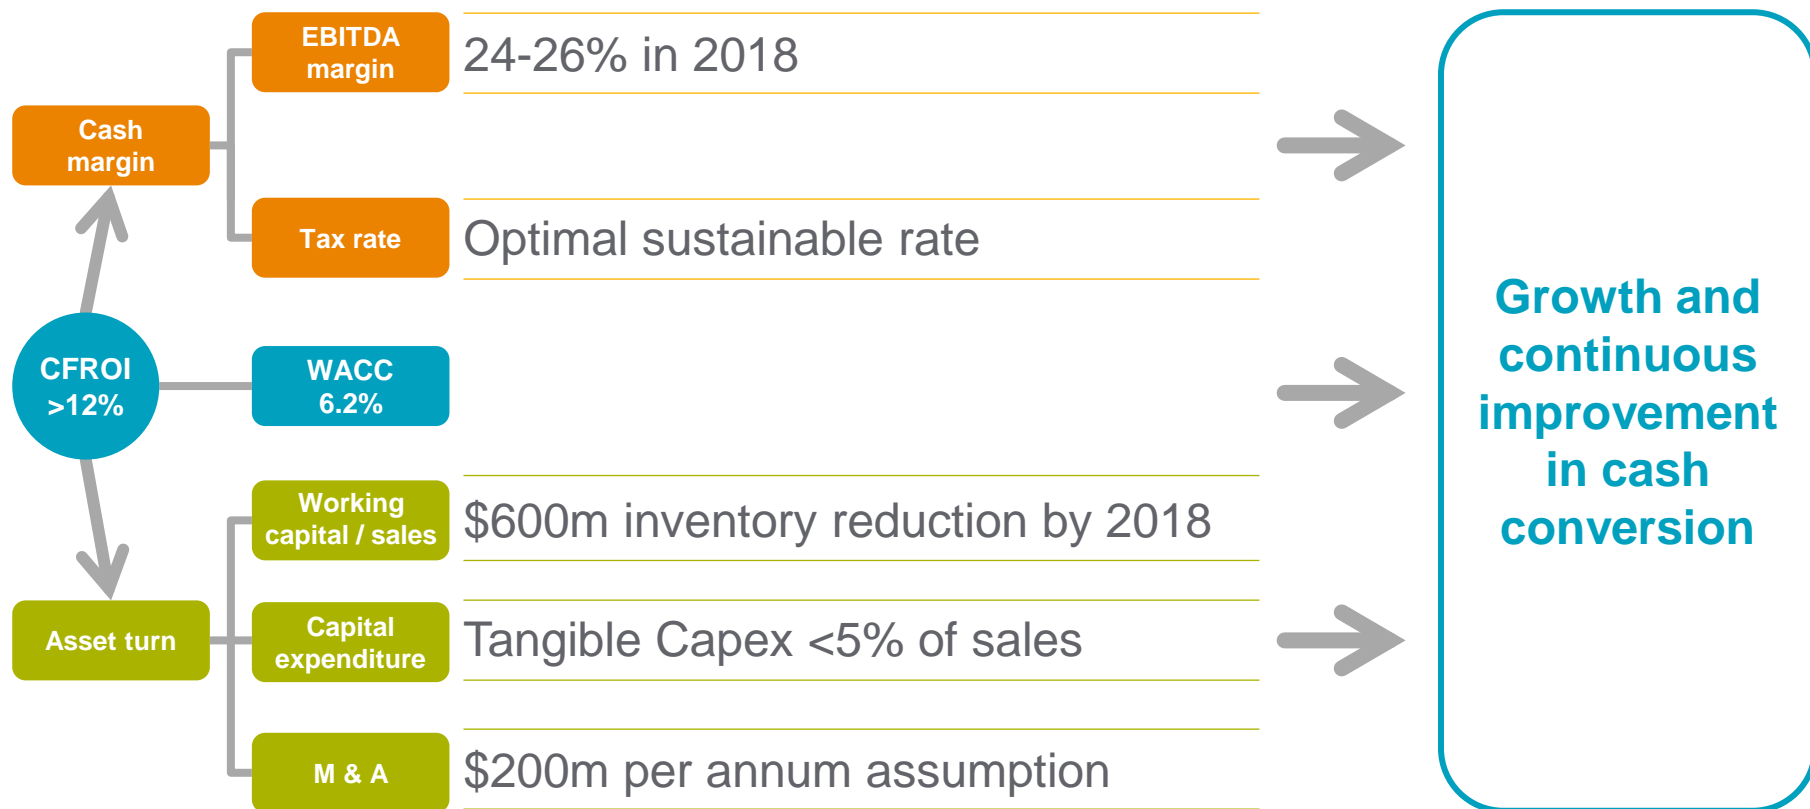 EBITDA
margin
24-26% in 2018
Cash
margin
Tax rate
Optimal sustainable rate
CFROI
>12%
WACC
6.2%
Working
capital / sales
$600m inventory reduction by 2018
Asset turn
Capital
expenditure
Tangible Capex <5% of sales
M & A
$200m per annum assumption
Growth and
continuous
improvement
in cash
conversion